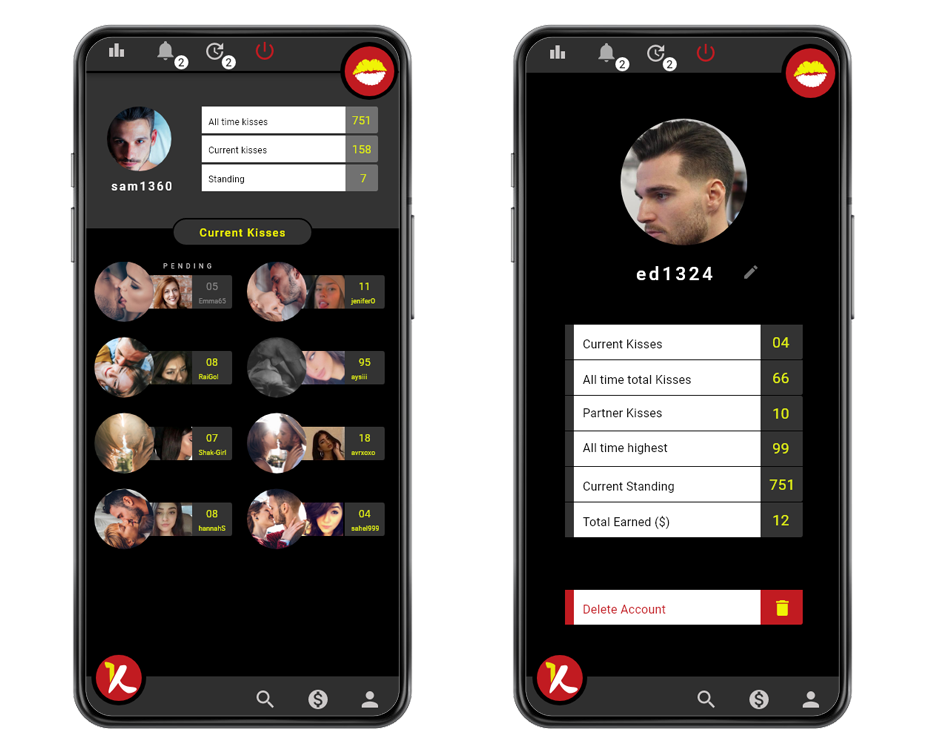 2
2
All time kisses 751
Current kisses 158
Standing 7
sam1360
Current Kisses
PENDING
05
Emma65
11
jeniferO
08
RaiGol
95
aysiii
07
Shak-Girl
18
avrxoxo
08
hannahS
04
sahel999
K
2
2
ed1324
Current Kisses 04
All time total Kisses 66
Partner Kisses 10
All time highest 99
Current Standing 751
Total Earned ($) 12
Delete Account
K